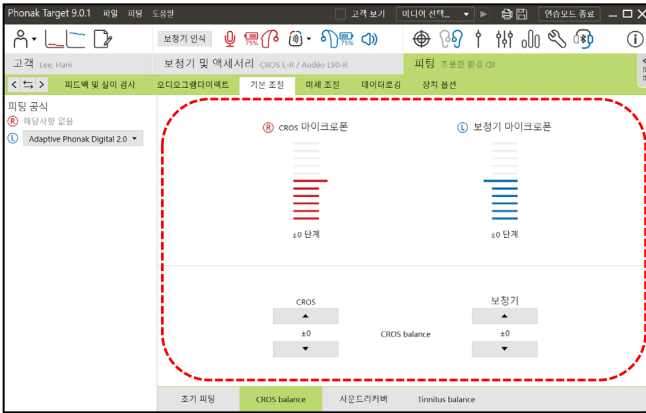 Phonak Target 9.0.1 파일 피팅 도움말 고객 보기 미디어 선택... 연습모드 종료
보청기 인식 75% 75%
고객 Lee, Hani 보청기 및 액세서리 CROS L-R / Audéo L90-R 피팅 조용한 환경
피드백 및 실이 검사 오디오그램다이렉트 기본 조절 미세 조절 데이터로깅 장치 옵션
피팅 공식
R 해당사항 없음
L Adaptive Phonak Digital 2.0
R CROS 마이크로폰 L 보청기 마이크로폰
±0 단계 ±0 단계
CROS 보청기
±0 CROS balance ±0
초기 피팅 CROS balance 사운드리커버 Tinnitus balance